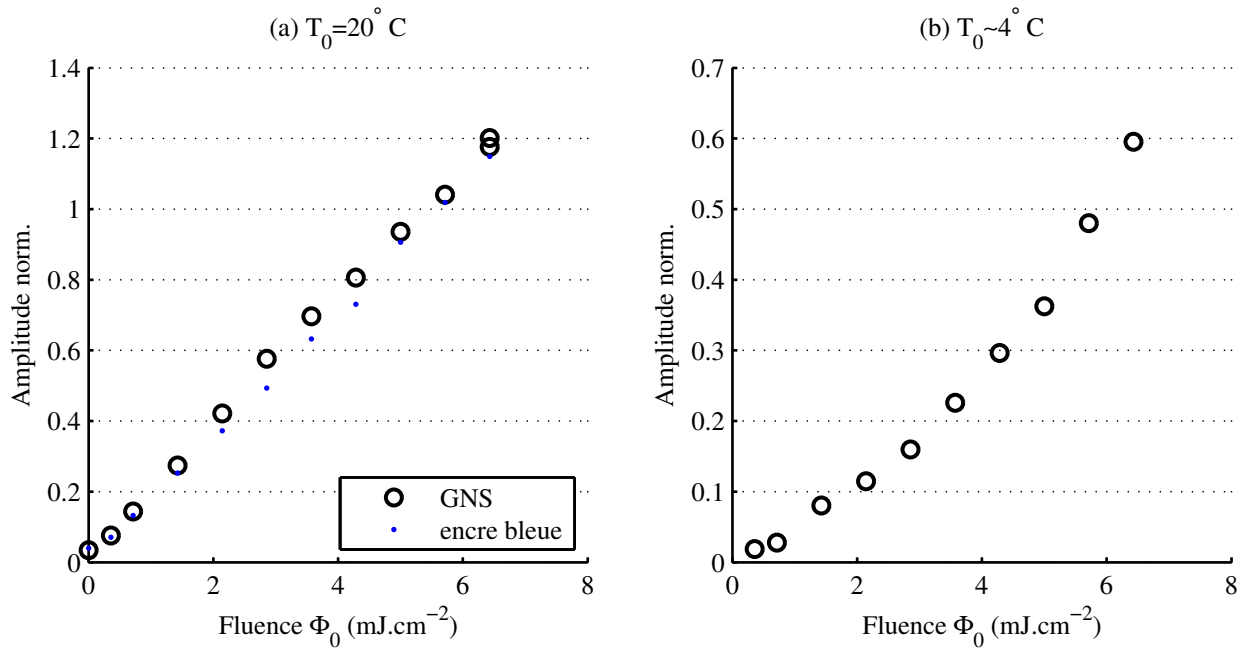 (a) T₀=20° C
1.4
1.2
1
0.8
0.6
0.4
0.2
0
Amplitude norm.
GNS
encre bleue
0 2 4 6 8
Fluence Φ₀ (mJ.cm⁻²)
(b) T₀~4° C
0.7
0.6
0.5
0.4
0.3
0.2
0.1
0
Amplitude norm.
0 2 4 6 8
Fluence Φ₀ (mJ.cm⁻²)